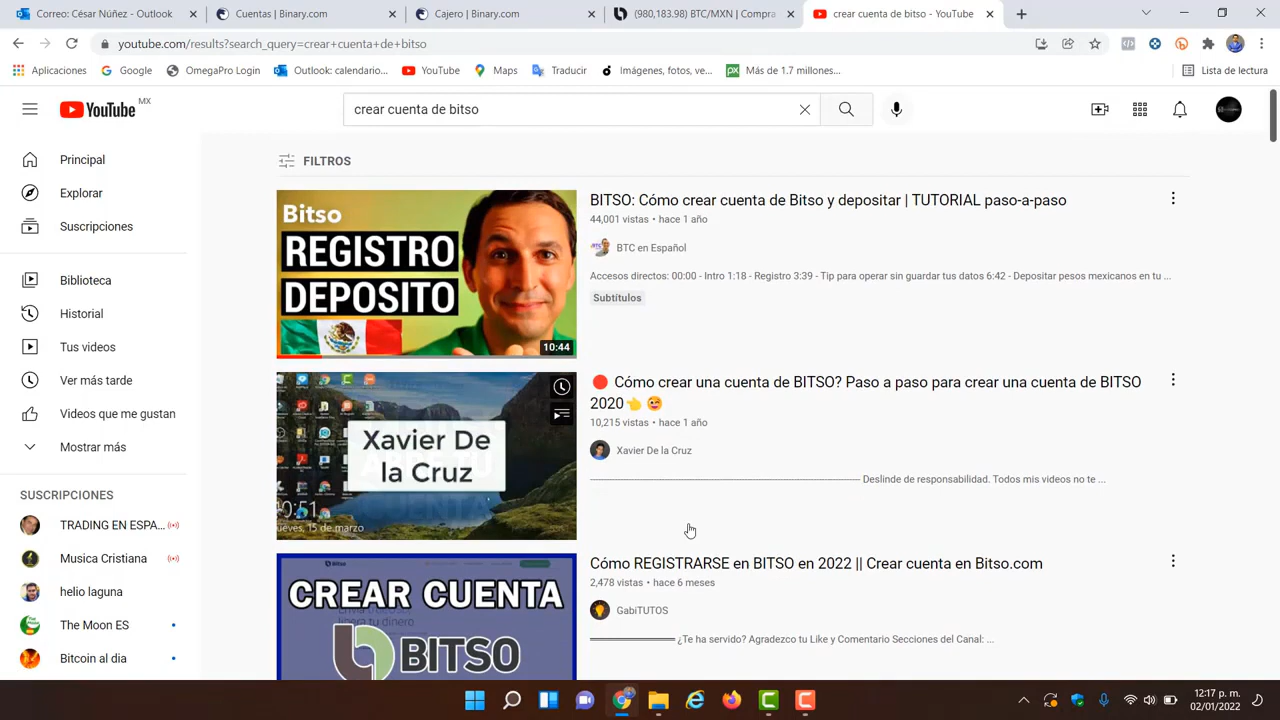 Correo: César Núñez - Outlook
Cuentas | Binary.com
Cajero | Binary.com
(980,183.98) BTC/MXN | Compra
crear cuenta de bitso - YouTube
youtube.com/results?search_query=crear+cuenta+de+bitso
Aplicaciones
Google
OmegaPro Login
Outlook: calendario...
YouTube
Maps
Traducir
Imágenes, fotos, ve...
Más de 1.7 millones...
Lista de lectura
YouTube MX
crear cuenta de bitso
Principal
Explorar
Suscripciones
Biblioteca
Historial
Tus videos
Ver más tarde
Videos que me gustan
Mostrar más
SUSCRIPCIONES
TRADING EN ESPA...
Musica Cristiana
helio laguna
The Moon ES
Bitcoin al dia
FILTROS
Bitso
REGISTRO
DEPOSITO
10:44
BITSO: Cómo crear cuenta de Bitso y depositar | TUTORIAL paso-a-paso
44,001 vistas • hace 1 año
BTC en Español
Accesos directos: 00:00 - Intro 1:18 - Registro 3:39 - Tip para operar sin guardar tus datos 6:42 - Depositar pesos mexicanos en tu ...
Subtítulos
Xavier De
la Cruz
0:51
jueves, 15 de marzo
🔴 Cómo crear una cuenta de BITSO? Paso a paso para crear una cuenta de BITSO
2020👈😉
10,215 vistas • hace 1 año
Xavier De la Cruz
Deslinde de responsabilidad. Todos mis videos no te ...
bitso
CREAR CUENTA
BITSO
Cómo REGISTRARSE en BITSO en 2022 || Crear cuenta en Bitso.com
2,478 vistas • hace 6 meses
GabiTUTOS
¿Te ha servido? Agradezco tu Like y Comentario Secciones del Canal: ...
12:17 p. m.
02/01/2022